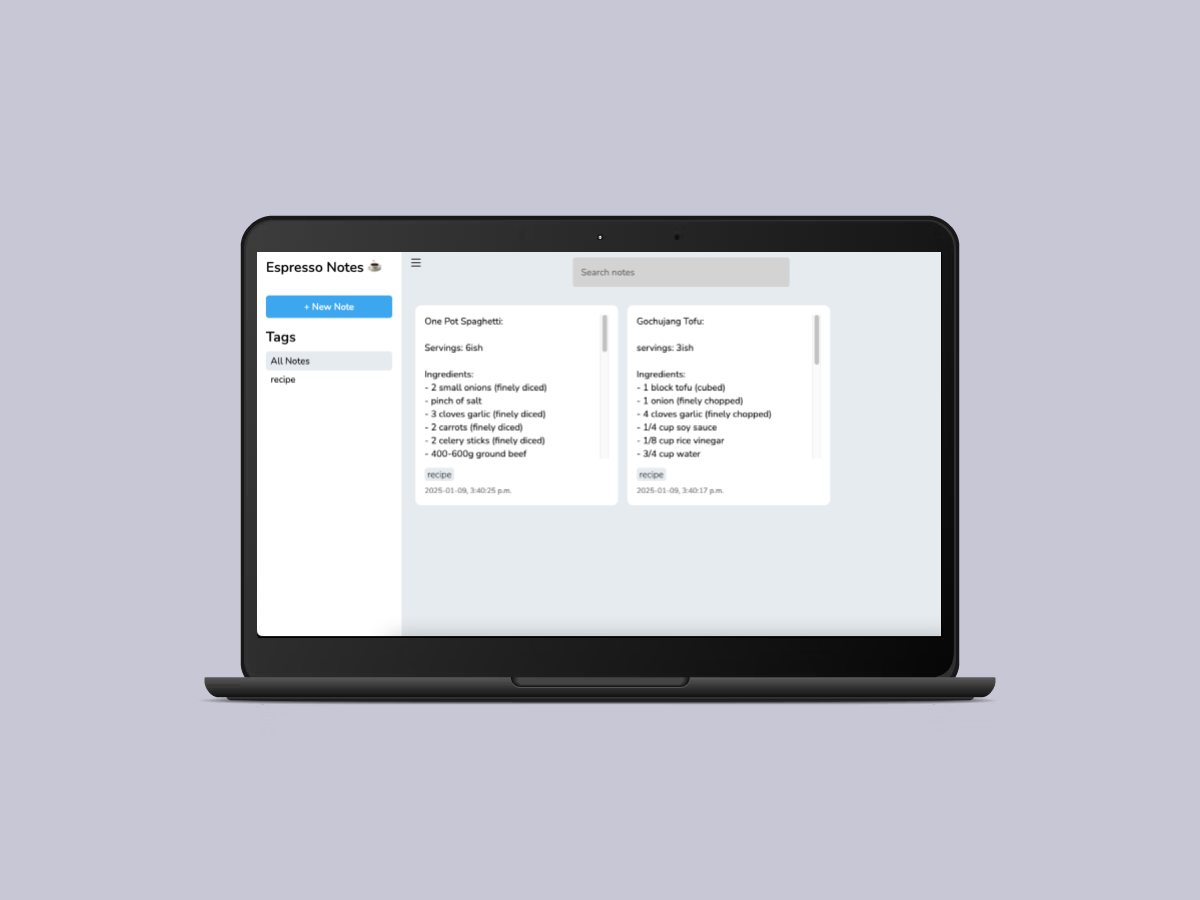 Espresso Notes
Search notes
+ New Note
Tags
All Notes
recipe
One Pot Spaghetti:
Servings: 6ish
Ingredients:
- 2 small onions (finely diced)
- pinch of salt
- 3 cloves garlic (finely diced)
- 2 carrots (finely diced)
- 2 celery sticks (finely diced)
- 400-600g ground beef
recipe
2025-01-09, 3:40:25 p.m.
Gochujang Tofu:
servings: 3ish
Ingredients:
- 1 block tofu (cubed)
- 1 onion (finely chopped)
- 4 cloves garlic (finely chopped)
- 1/4 cup soy sauce
- 1/8 cup rice vinegar
- 3/4 cup water
recipe
2025-01-09, 3:40:17 p.m.